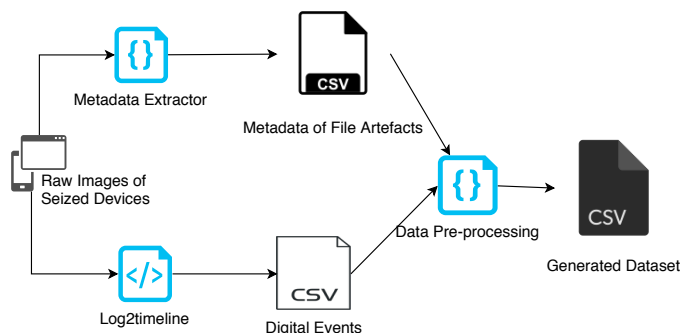 {}
CSV
Metadata Extractor
Metadata of File Artefacts
Raw Images of
Seized Devices
{}
Data Pre-processing
CSV
Generated Dataset
</>
CSV
Log2timeline
Digital Events